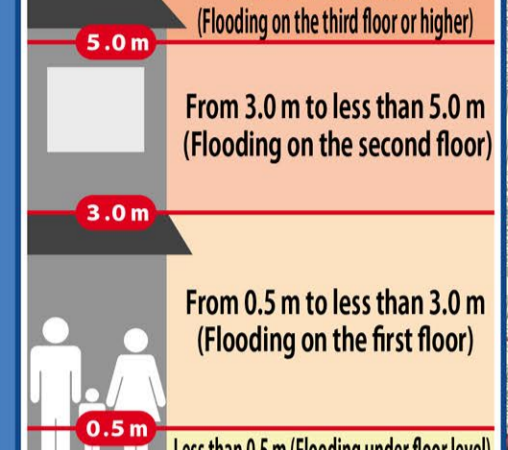 (Flooding on the third floor or higher)
5.0 m
From 3.0 m to less than 5.0 m
(Flooding on the second floor)
3.0 m
From 0.5 m to less than 3.0 m
(Flooding on the first floor)
0.5 m
Less than 0.5 m (Flooding under floor level)